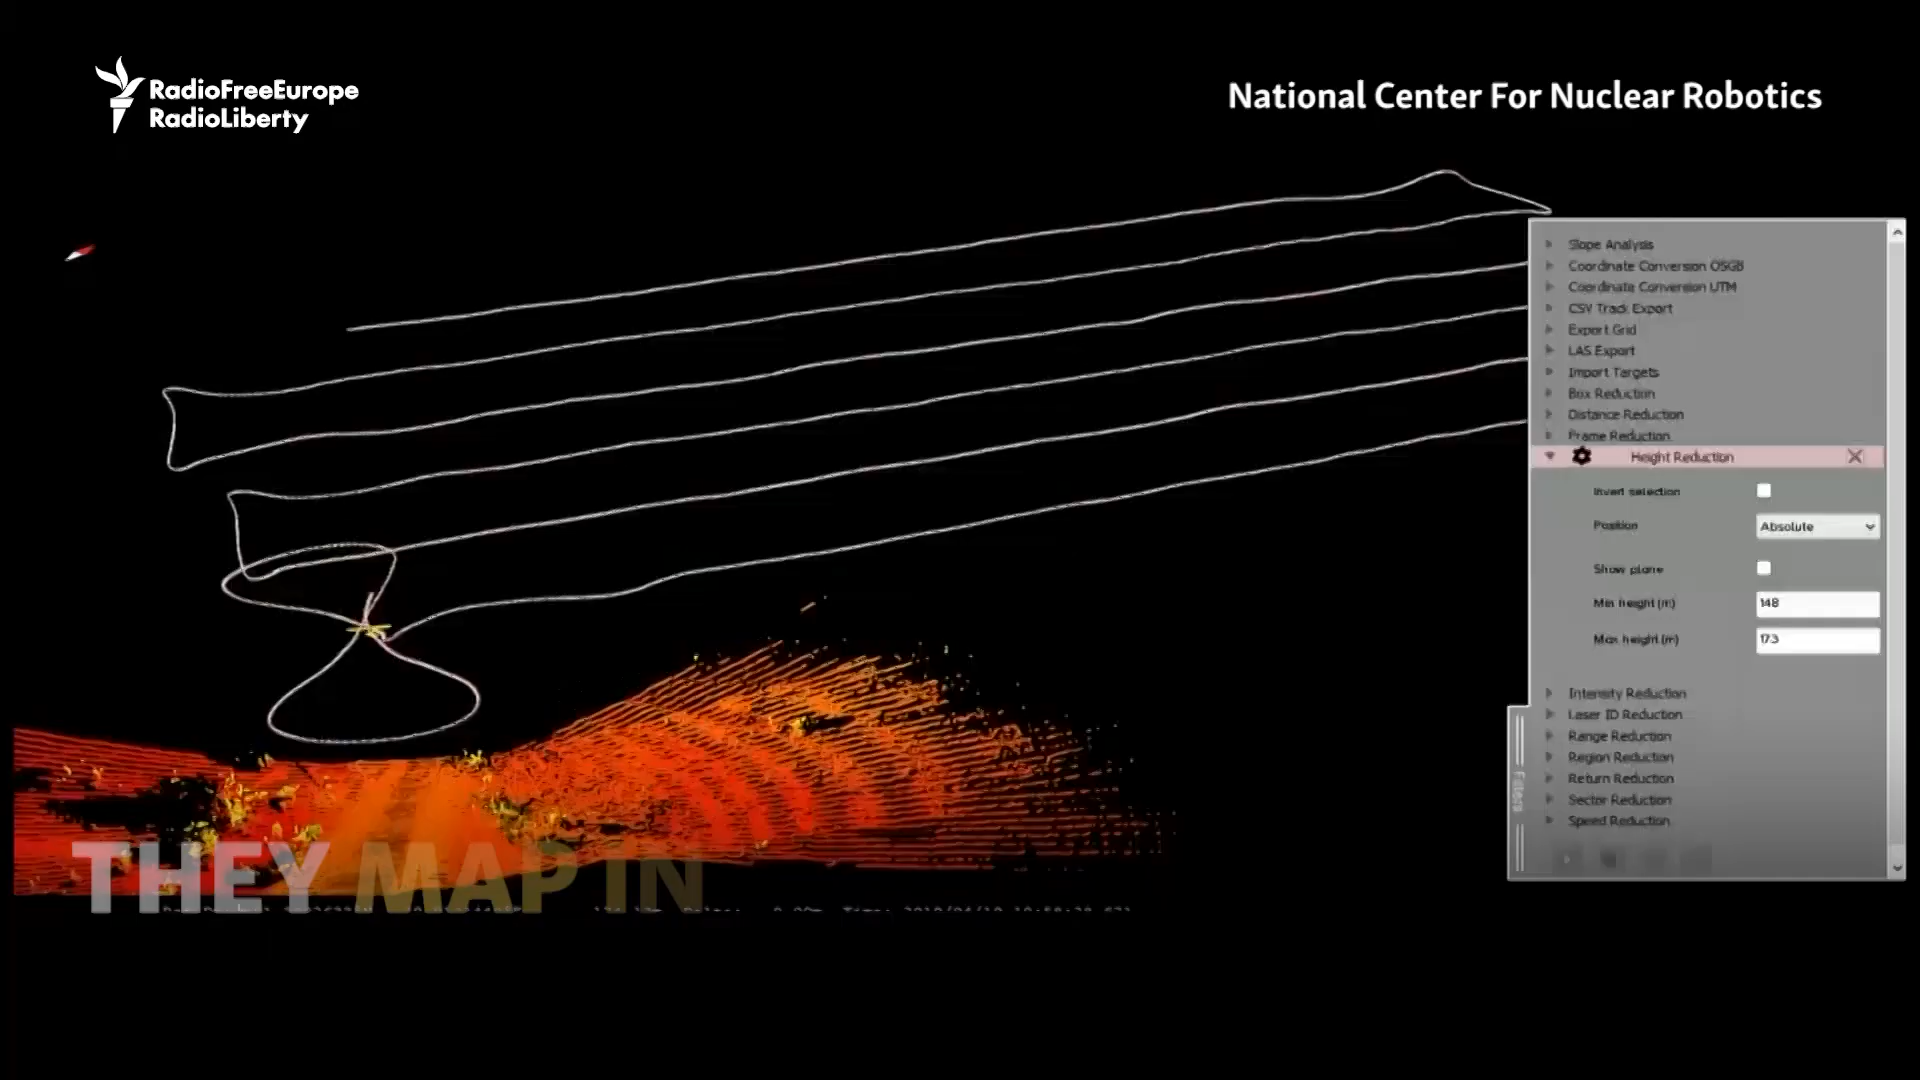 RadioFreeEurope
RadioLiberty
National Center For Nuclear Robotics
Slope Analysis
Coordinate Conversion OSGB
Coordinate Conversion UTM
CSV Track Export
Export Grid
LAS Export
Import Targets
Box Reduction
Distance Reduction
Frame Reduction
Height Reduction
Invert selection
Position
Absolute
Show plane
Min height (m)
148
Max height (m)
173
Intensity Reduction
Laser ID Reduction
Range Reduction
Region Reduction
Return Reduction
Sector Reduction
Speed Reduction
Filters
THEY MAP IN